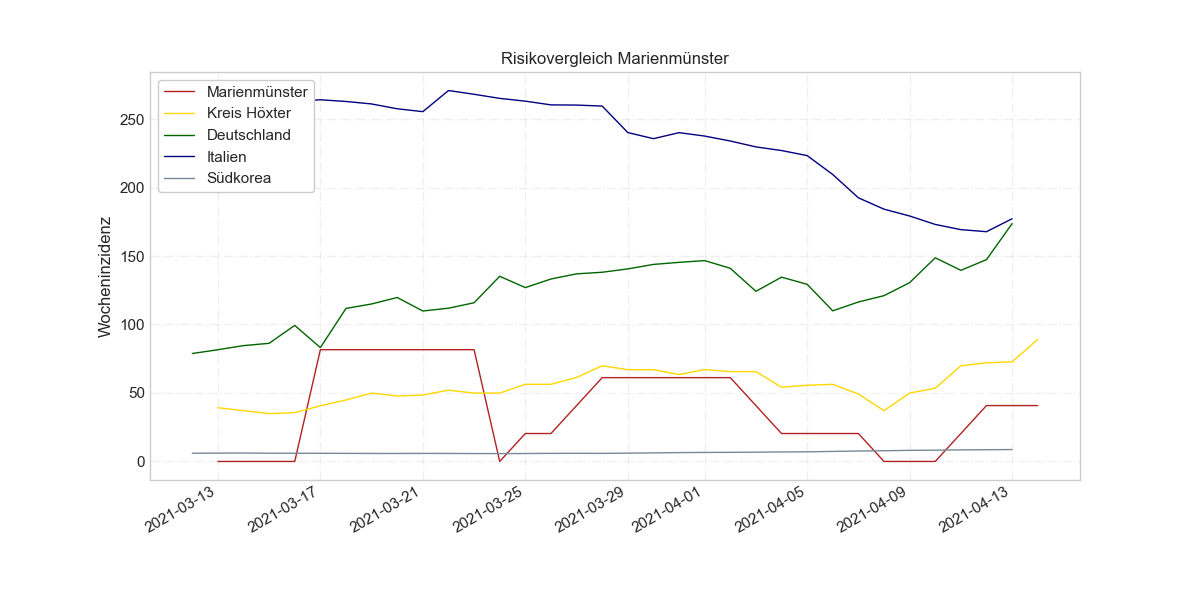 Risikovergleich Marienmünster
Marienmünster
Kreis Höxter
Deutschland
Italien
Südkorea
Wocheninzidenz
250
200
150
100
50
0
2021-03-13
2021-03-17
2021-03-21
2021-03-25
2021-03-29
2021-04-01
2021-04-05
2021-04-09
2021-04-13